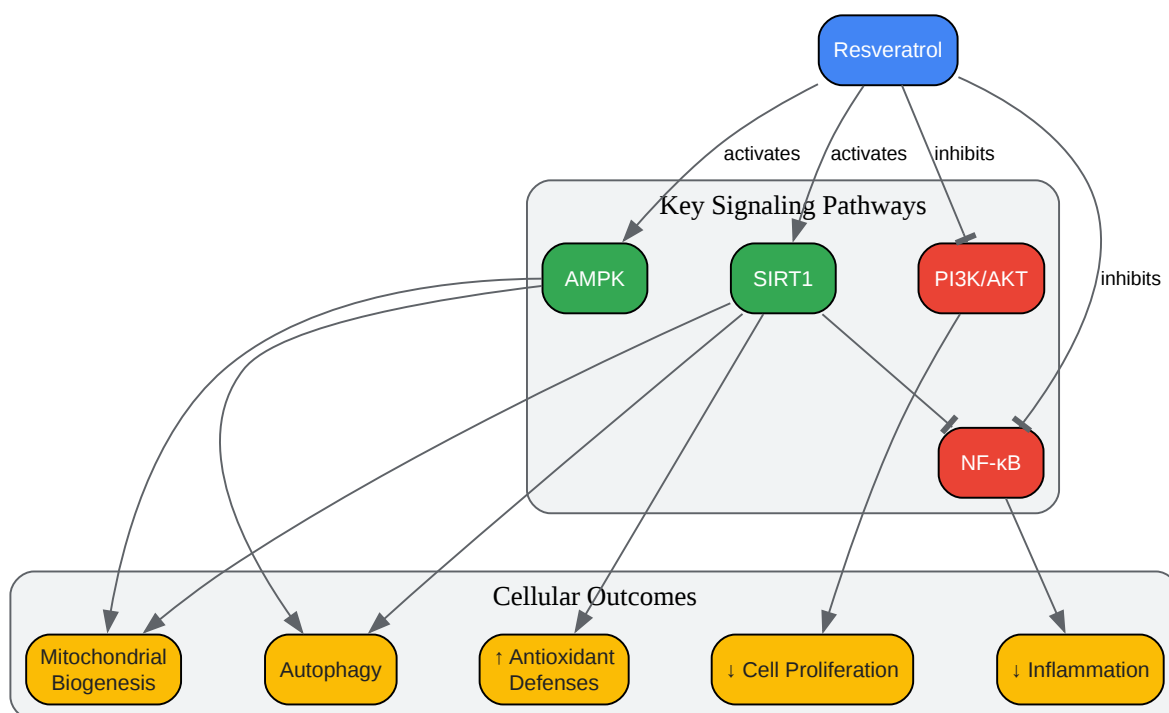 Resveratrol
activates
activates
inhibits
Key Signaling Pathways
AMPK
SIRT1
PI3K/AKT
inhibits
NF-κB
Cellular Outcomes
Mitochondrial
Biogenesis
Autophagy
↑ Antioxidant
Defenses
↓ Cell Proliferation
↓ Inflammation